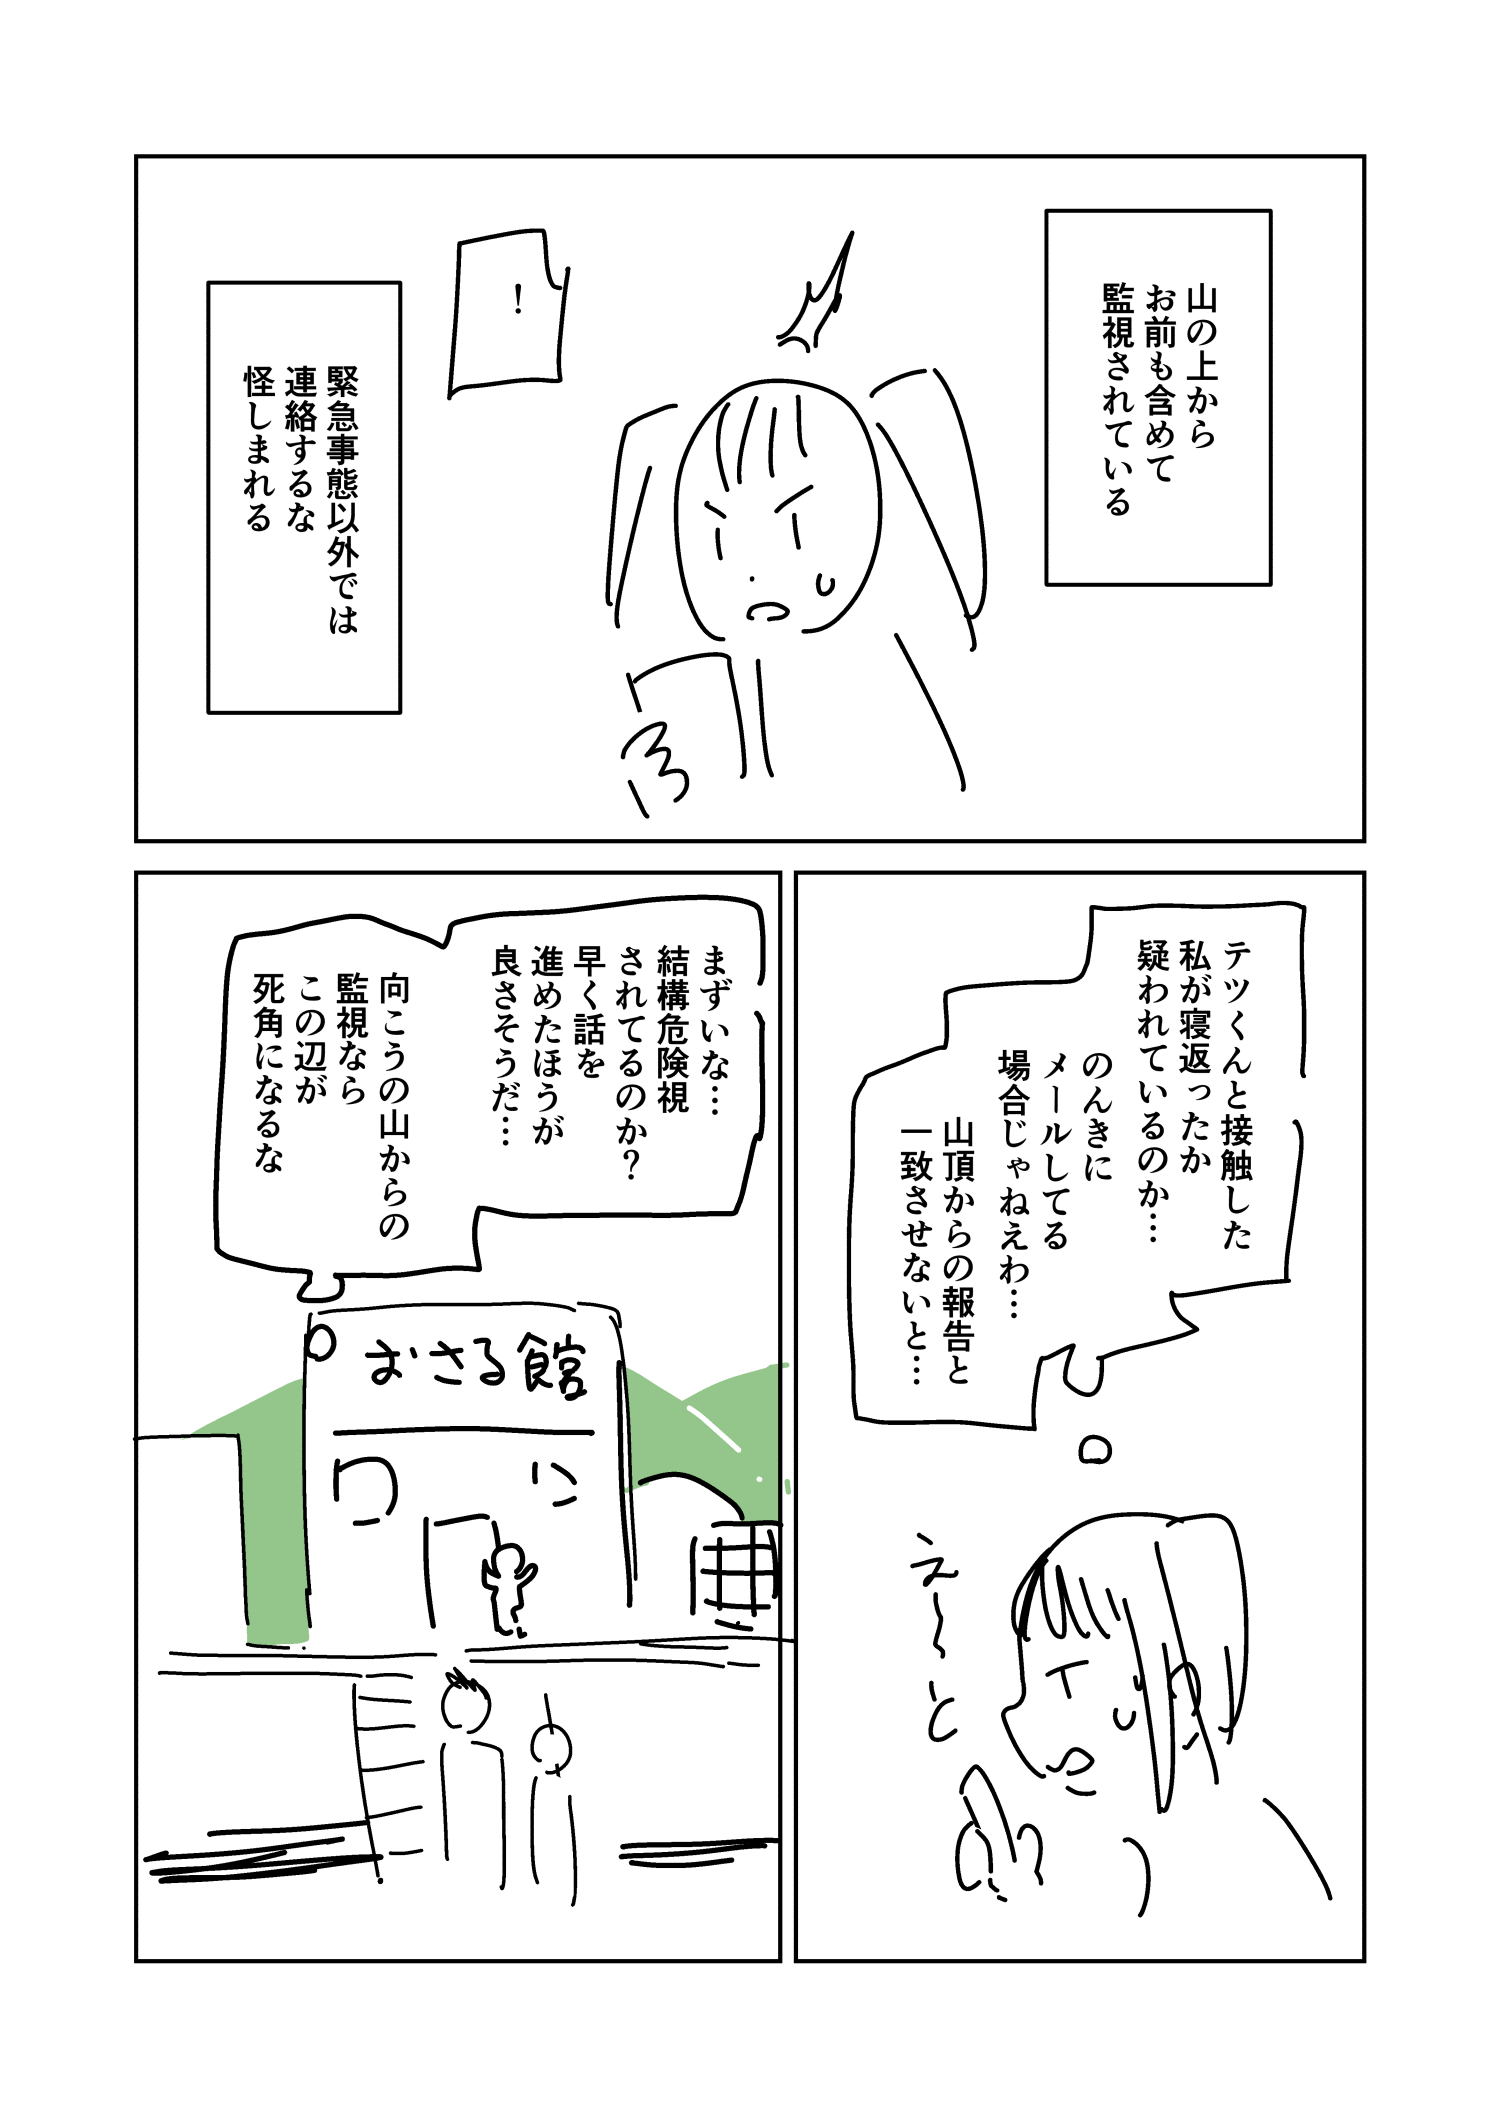 山の上から
お前も含めて
監視されている
!
緊急事態以外では
連絡するな
怪しまれる
テツくんと接触した
私が寝返ったか
疑われているのか…
のんきに
メールしてる
場合じゃねえわ…
山頂からの報告と
一致させないと…
え〜と
まずいな…
結構危険視
されてるのか?
早く話を
進めたほうが
良さそうだ…
向こうの山からの
監視なら
この辺が
死角になるな
おさる館